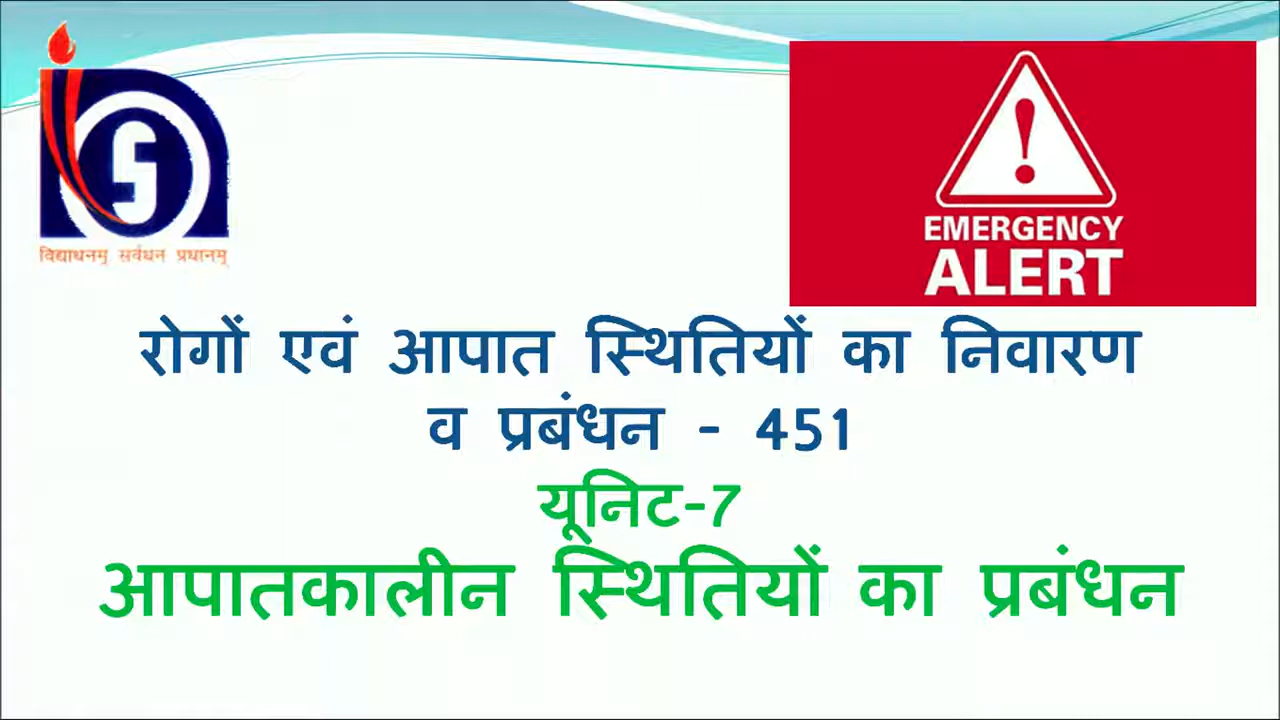 विद्याधनम् सर्वधन प्रधानम्
EMERGENCY
ALERT
रोगों एवं आपात स्थितियों का निवारण
व प्रबंधन - 451
यूनिट-7
आपातकालीन स्थितियों का प्रबंधन